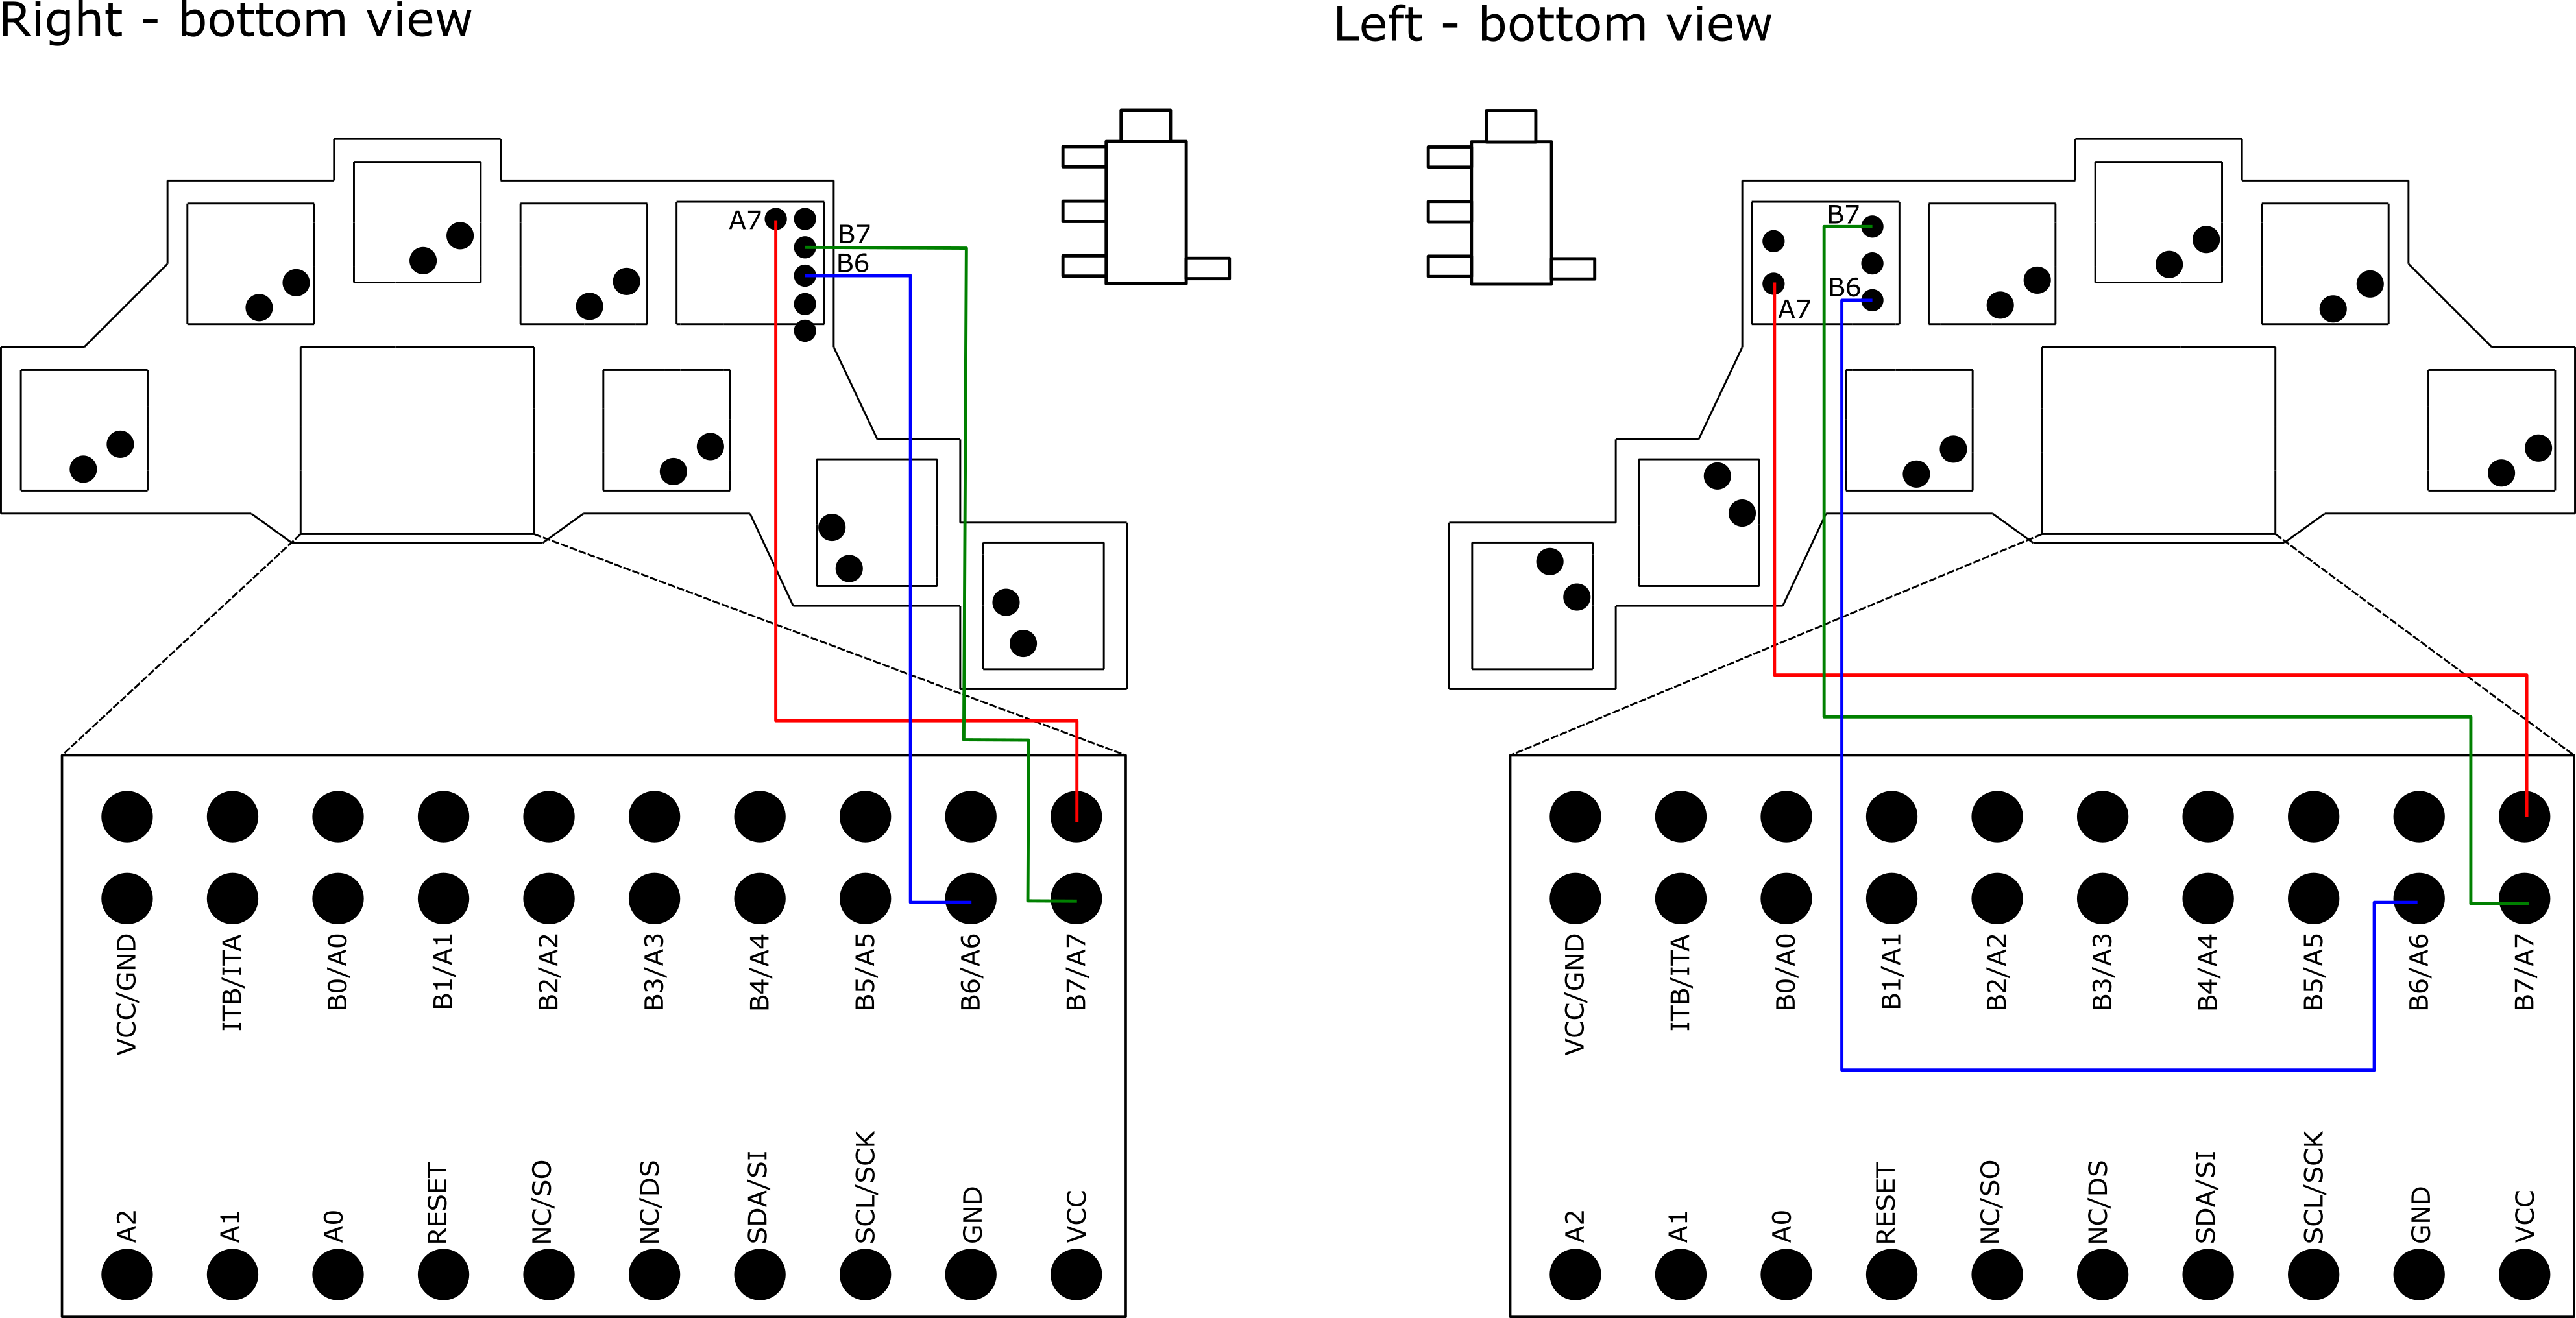 Right - bottom view
Left - bottom view
A7
B7
B6
B7
B6
A7
VCC/GND
ITB/ITA
B0/A0
B1/A1
B2/A2
B3/A3
B4/A4
B5/A5
B6/A6
B7/A7
A2
A1
A0
RESET
NC/SO
NC/DS
SDA/SI
SCL/SCK
GND
VCC
VCC/GND
ITB/ITA
B0/A0
B1/A1
B2/A2
B3/A3
B4/A4
B5/A5
B6/A6
B7/A7
A2
A1
A0
RESET
NC/SO
NC/DS
SDA/SI
SCL/SCK
GND
VCC